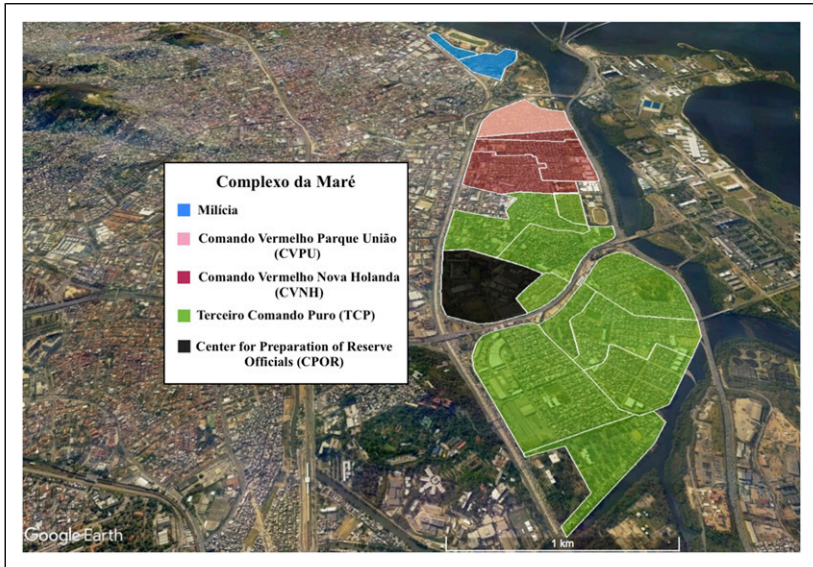 Complexo da Maré
Milícia
Comando Vermelho Parque União
(CVPU)
Comando Vermelho Nova Holanda
(CVNH)
Terceiro Comando Puro (TCP)
Center for Preparation of Reserve
Officials (CPOR)
Google Earth
1 km